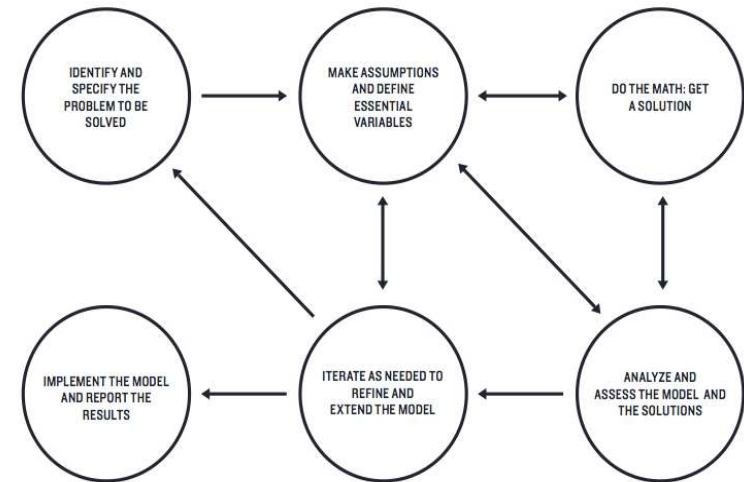 IDENTIFY AND
SPECIFY THE
PROBLEM TO BE
SOLVED
MAKE ASSUMPTIONS
AND DEFINE
ESSENTIAL
VARIABLES
DO THE MATH: GET
A SOLUTION
IMPLEMENT THE MODEL
AND REPORT THE
RESULTS
ITERATE AS NEEDED TO
REFINE AND
EXTEND THE MODEL
ANALYZE AND
ASSESS THE MODEL AND
THE SOLUTIONS